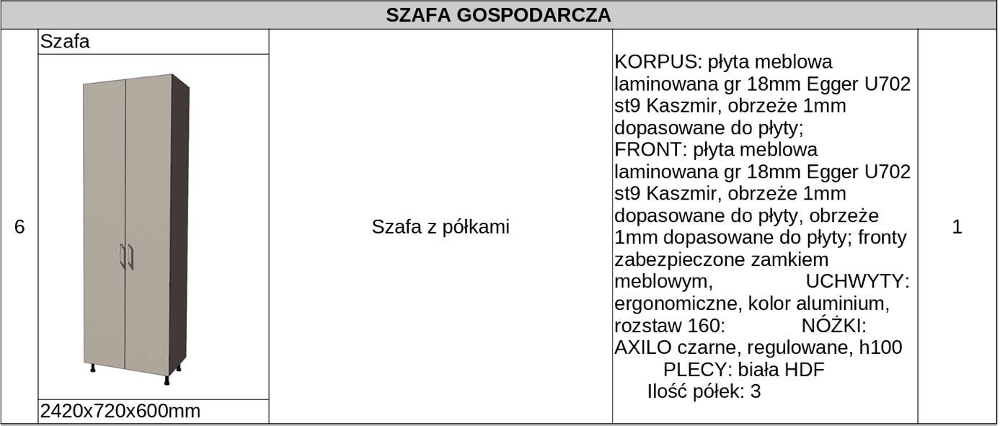 SZAFA GOSPODARCZA
6
Szafa
2420x720x600mm
Szafa z półkami
KORPUS: płyta meblowa
laminowana gr 18mm Egger U702
st9 Kaszmir, obrzeże 1mm
dopasowane do płyty;
FRONT: płyta meblowa
laminowana gr 18mm Egger U702
st9 Kaszmir, obrzeże 1mm
dopasowane do płyty, obrzeże
1mm dopasowane do płyty; fronty
zabezpieczone zamkiem
meblowym, UCHWYTY:
ergonomiczne, kolor aluminium,
rozstaw 160: NÓŻKI:
AXILO czarne, regulowane, h100
PLECY: biała HDF
Ilość półek: 3
1